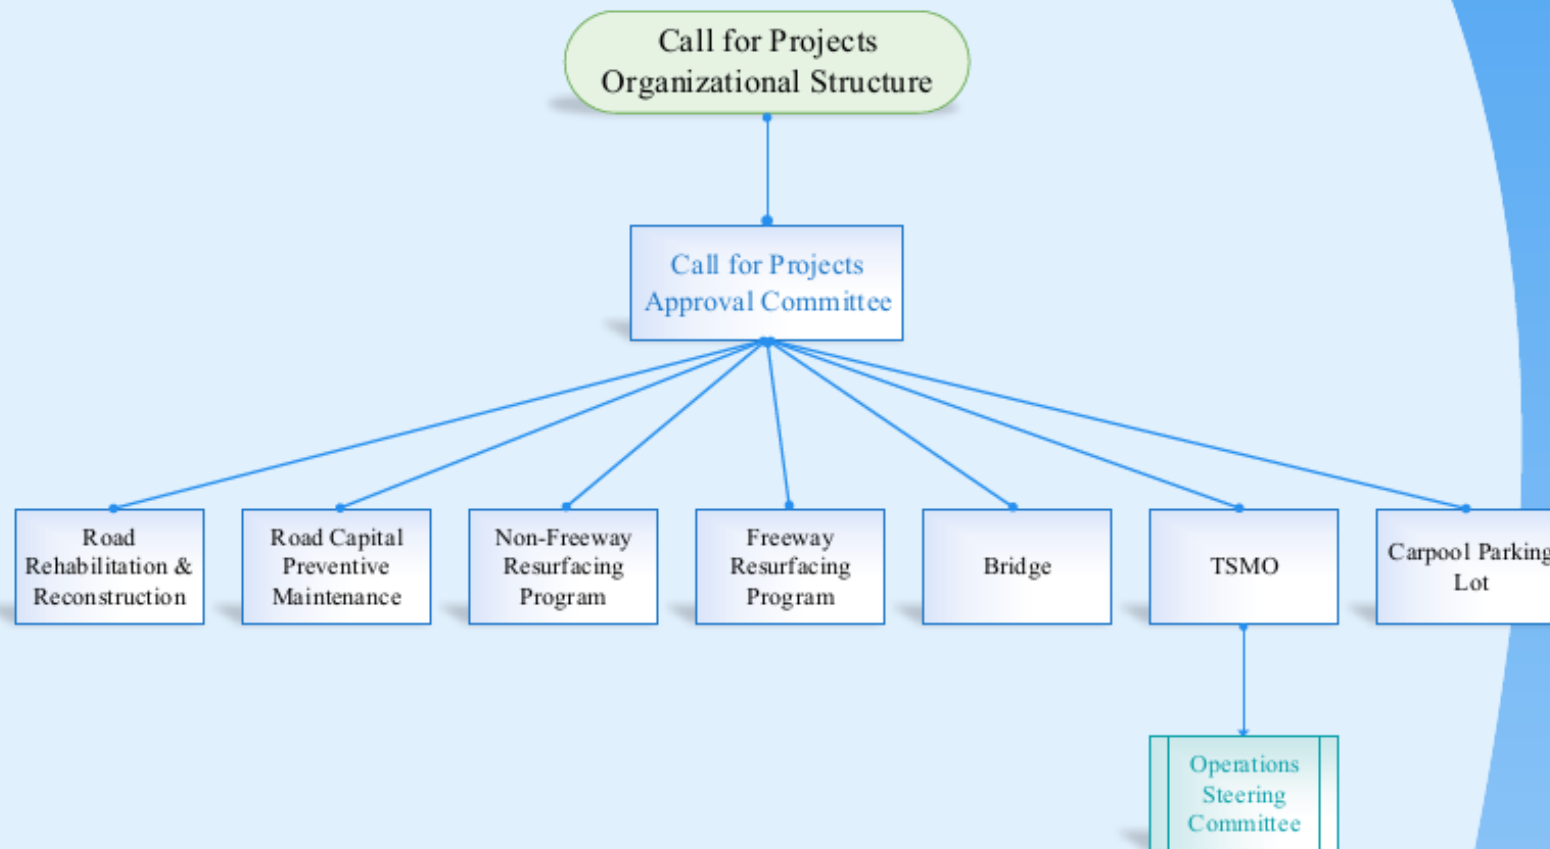 Call for Projects
Organizational Structure
Call for Projects
Approval Committee
Road
Rehabilitation &
Reconstruction
Road Capital
Preventive
Maintenance
Non-Freeway
Resurfacing
Program
Freeway
Resurfacing
Program
Bridge
TSMO
Carpool Parking
Lot
Operations
Steering
Committee